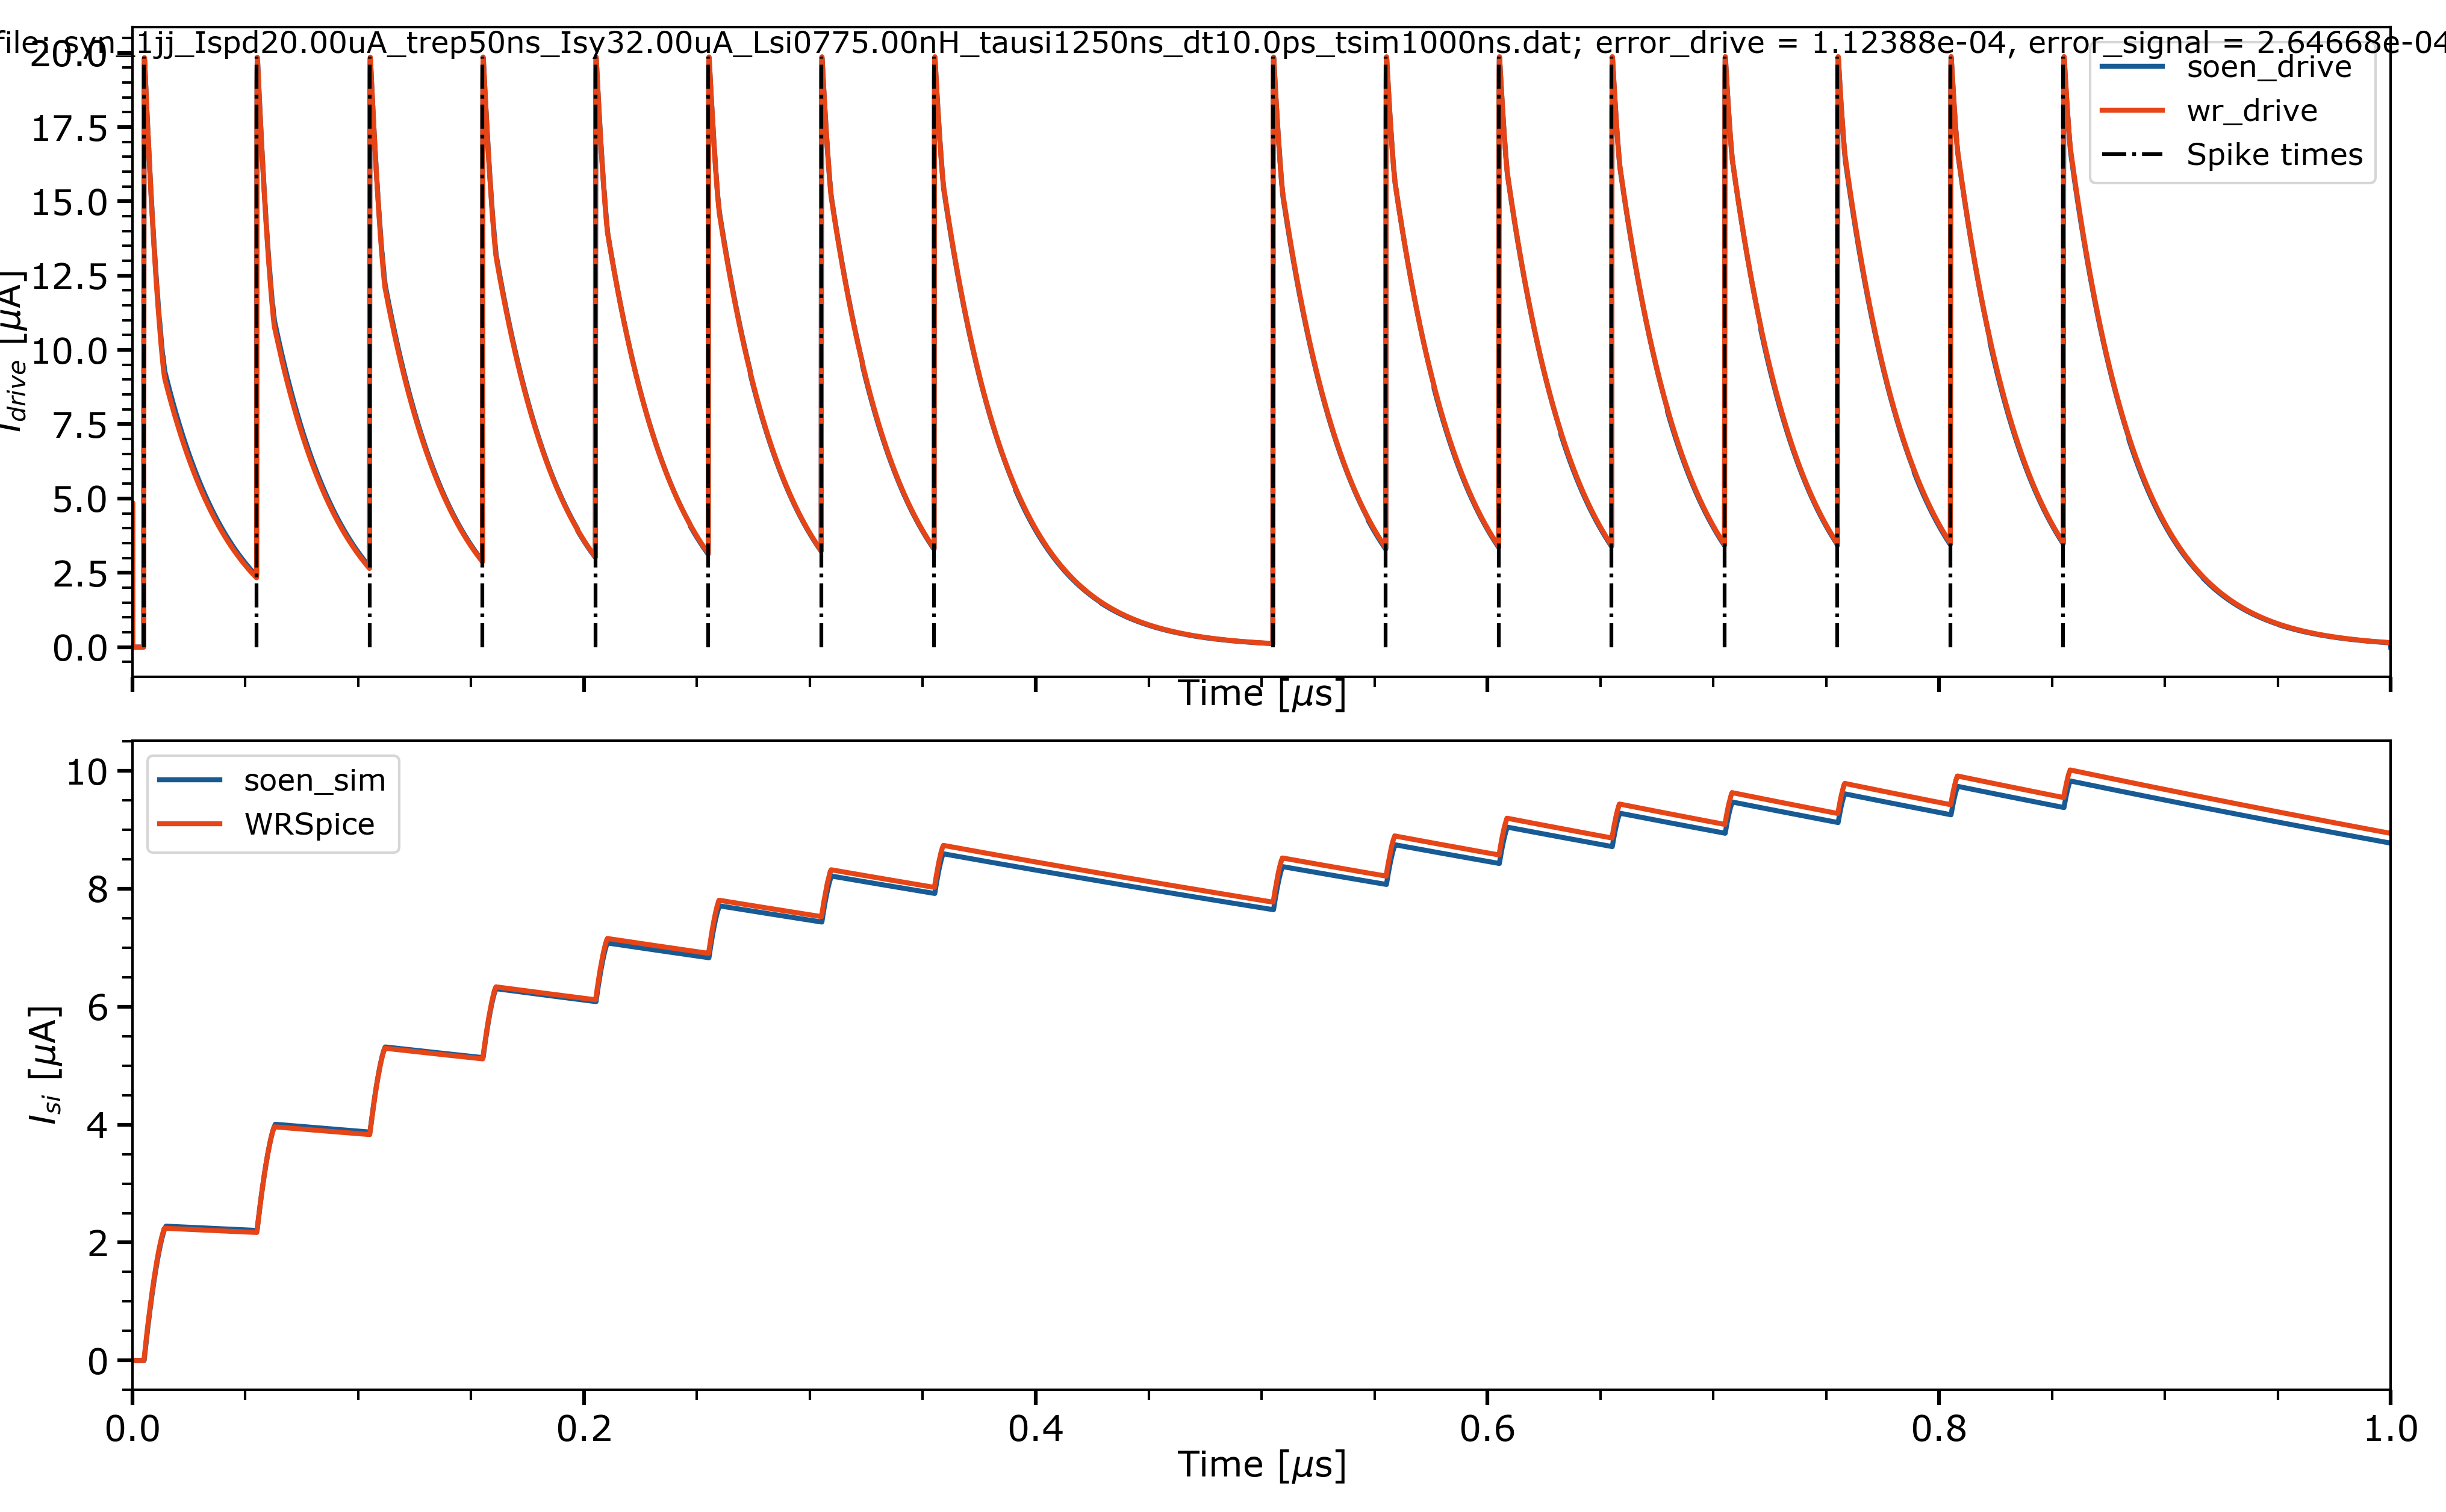 file: syn_1jj_Ispd20.00uA_trep50ns_Isy32.00uA_Lsi0775.00nH_tausi1250ns_dt10.0ps_tsim1000ns.dat; error_drive = 1.12388e-04, error_signal = 2.64668e-04
20.0
17.5
15.0
12.5
10.0
7.5
5.0
2.5
0.0
I_drive [μA]
soen_drive
wr_drive
Spike times
Time [μs]
10
8
6
4
2
0
I_si [μA]
soen_sim
WRSpice
0.0 0.2 0.4 0.6 0.8 1.0
Time [μs]